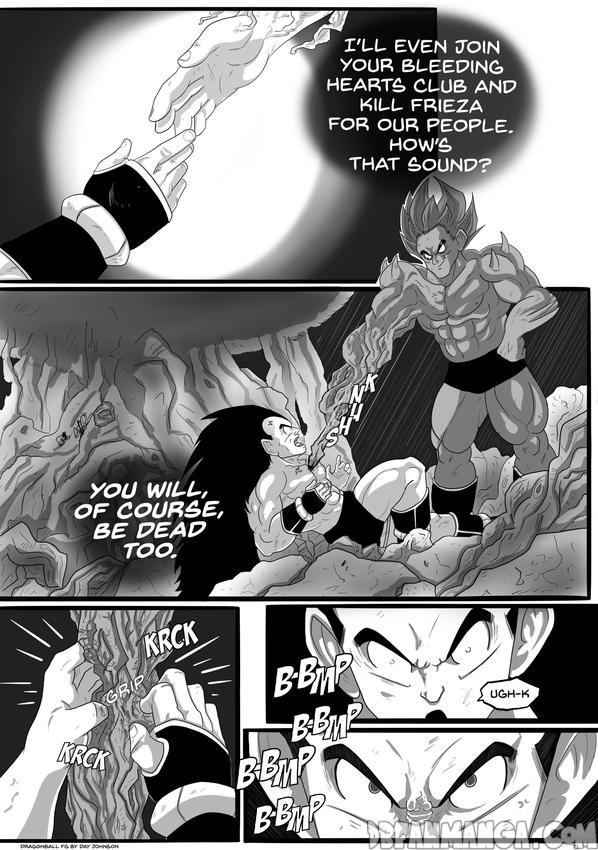 I'LL EVEN JOIN
YOUR BLEEDING
HEARTS CLUB AND
KILL FRIEZA
FOR OUR PEOPLE.
HOW'S
THAT SOUND?
SHUNK
YOU WILL,
OF COURSE,
BE DEAD
TOO.
KRCK
GRIP
KRCK
B-BMP
UGH-K
B-BMP
B-BMP
B-BMP
DRAGONBALL FG BY DAY JOHNSON
DREAMMANGA.COM